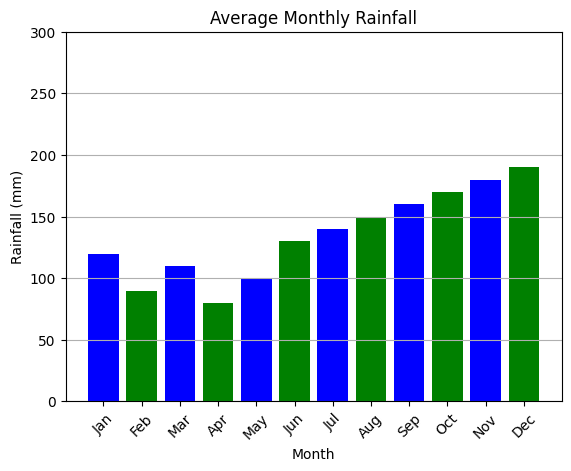 Average Monthly Rainfall
300
250
200
150
100
50
0
Rainfall (mm)
Jan Feb Mar Apr May Jun Jul Aug Sep Oct Nov Dec
Month